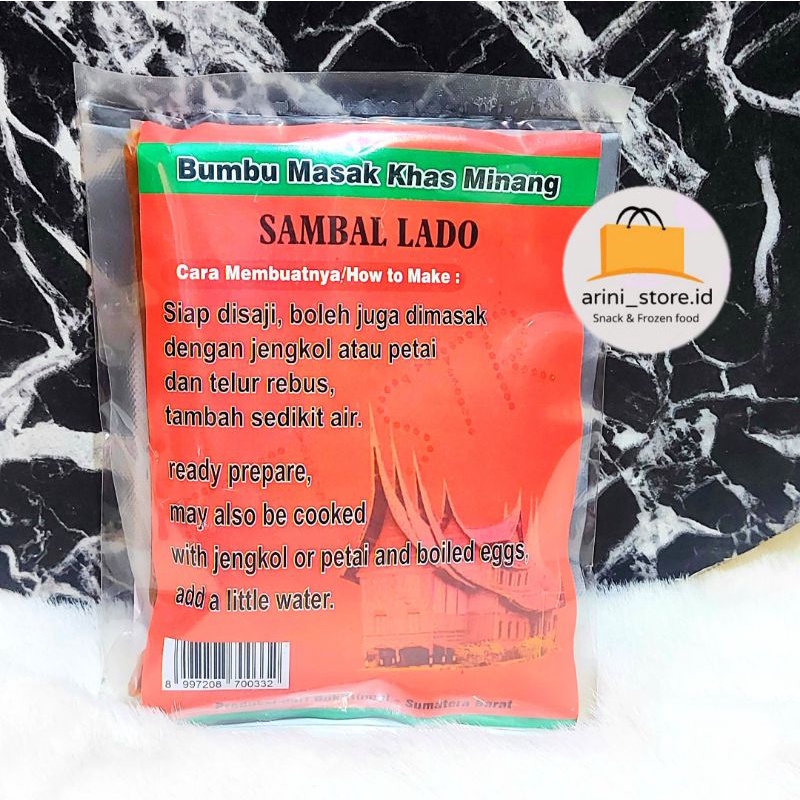 Bumbu Masak Khas Minang
SAMBAL LADO
Cara Membuatnya/How to Make :
Siap disaji, boleh juga dimasak
dengan jengkol atau petai
dan telur rebus,
tambah sedikit air.
ready prepare,
may also be cooked
with jengkol or petai and boiled eggs,
add a little water.
8 997208 700332
Sumatera Barat
arini_store.id
Snack & Frozen food